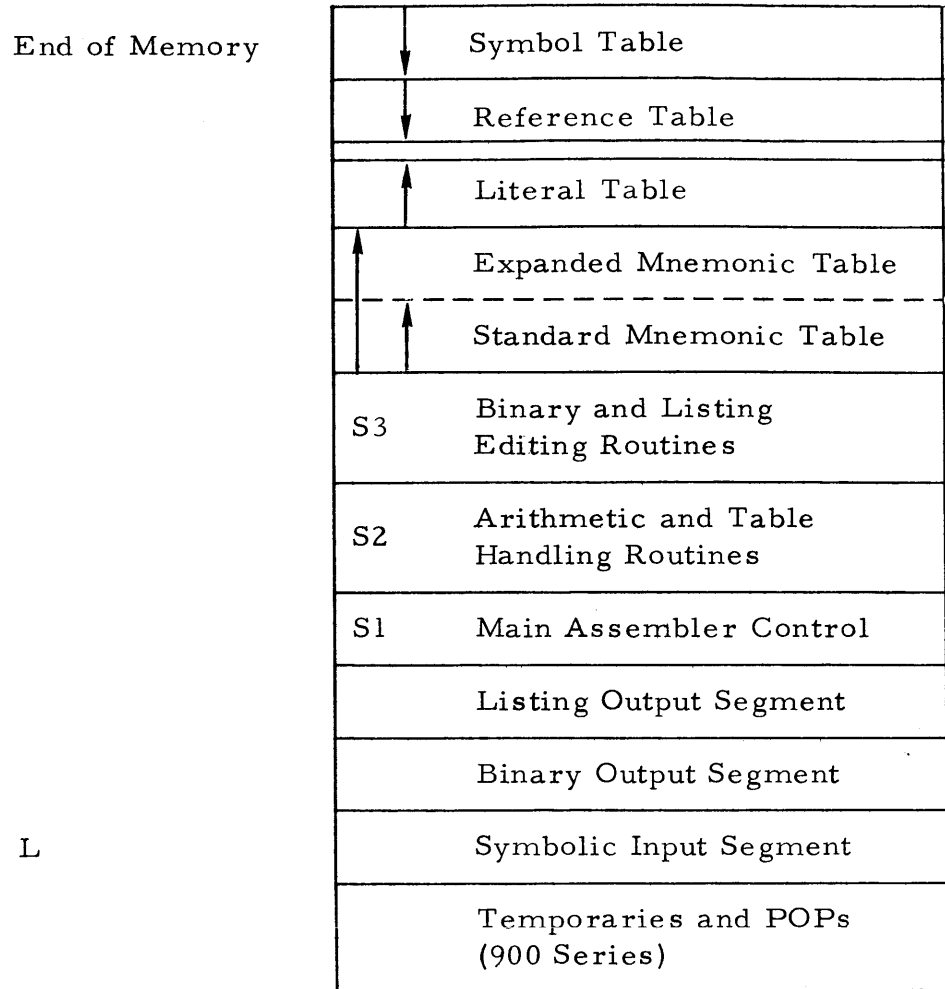 End of Memory
Symbol Table
Reference Table
Literal Table
Expanded Mnemonic Table
Standard Mnemonic Table
S3
Binary and Listing
Editing Routines
S2
Arithmetic and Table
Handling Routines
S1
Main Assembler Control
Listing Output Segment
Binary Output Segment
L
Symbolic Input Segment
Temporaries and POPs
(900 Series)